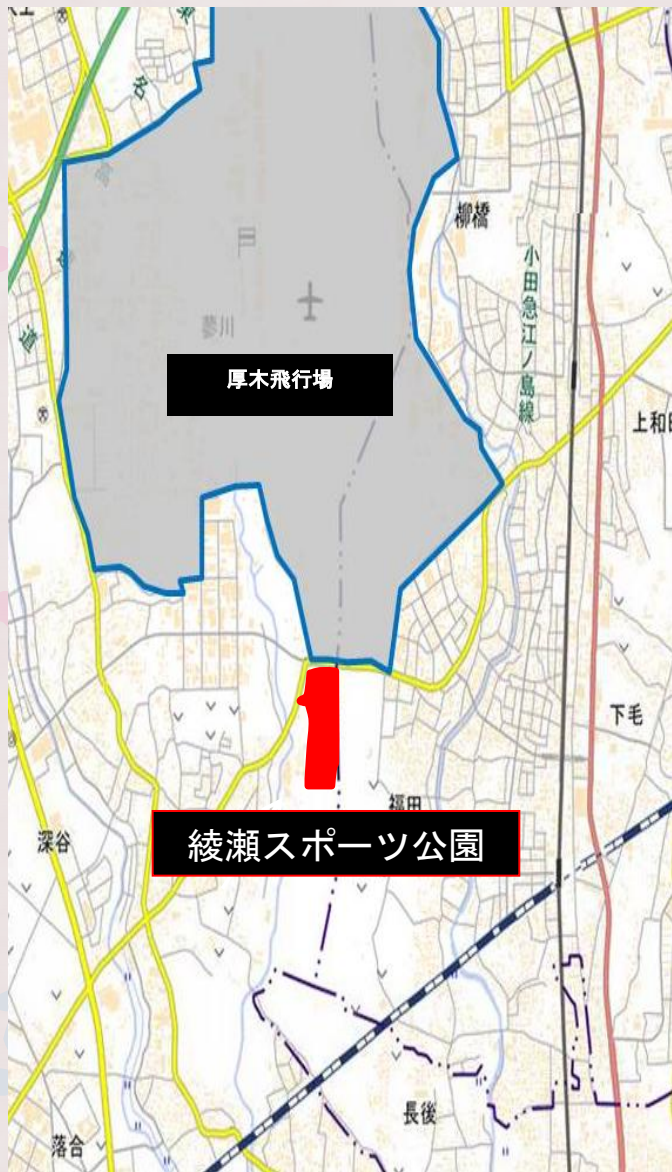 柳橋
小田急江ノ島線
蓼川
厚木飛行場
上和田
下毛
福田
綾瀬スポーツ公園
深谷
長後
落合